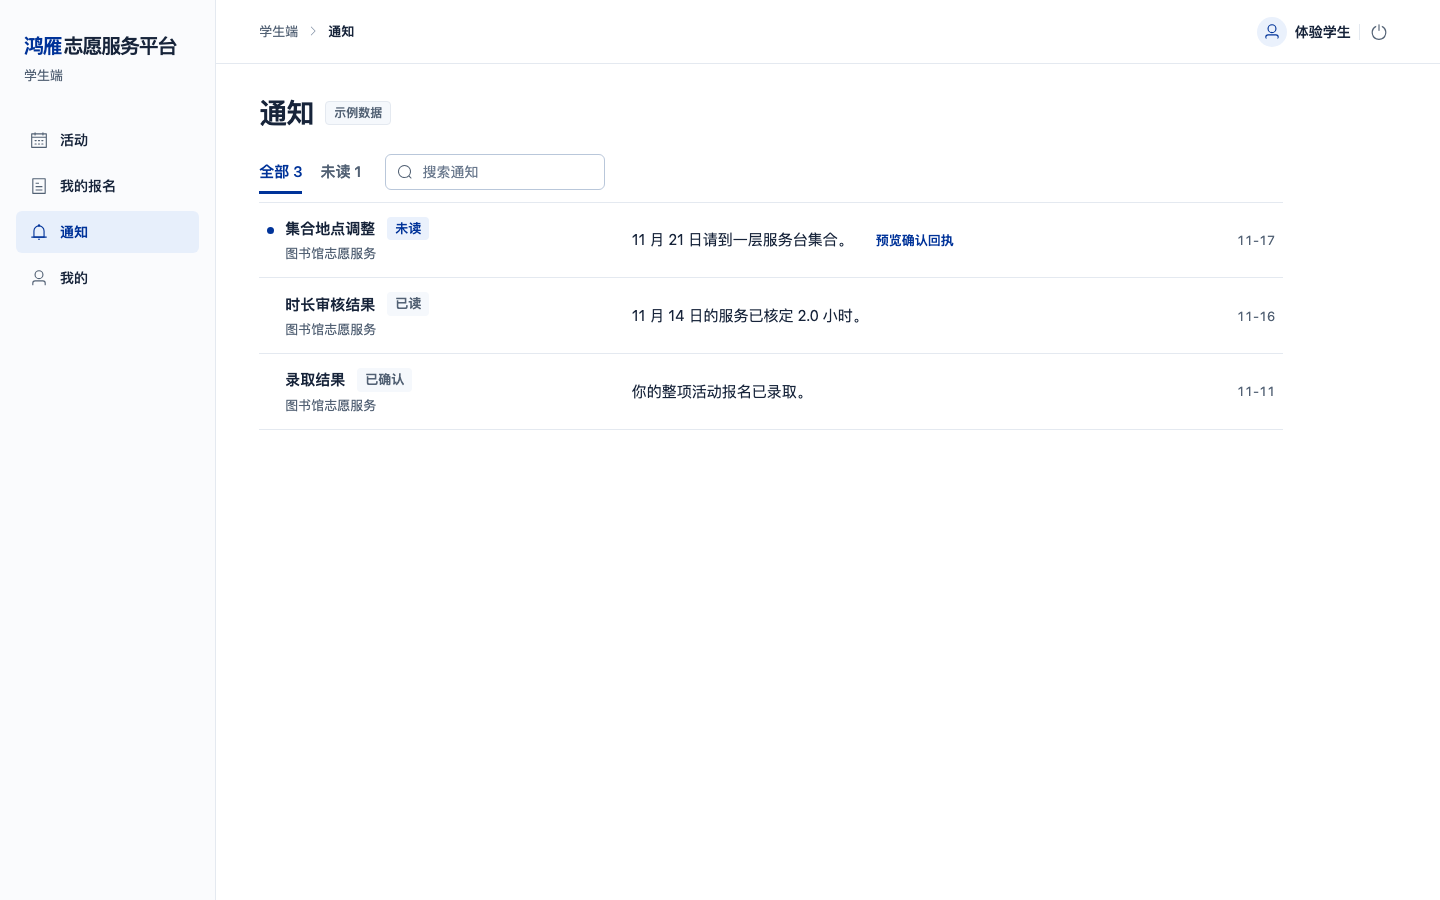 鸿雁志愿服务平台
学生端
活动
我的报名
通知
我的
学生端 > 通知
体验学生
通知 示例数据
全部 3 未读 1 搜索通知
集合地点调整 未读
图书馆志愿服务
11 月 21 日请到一层服务台集合。 预览确认回执 11-17
时长审核结果 已读
图书馆志愿服务
11 月 14 日的服务已核定 2.0 小时。 11-16
录取结果 已确认
图书馆志愿服务
你的整项活动报名已录取。 11-11